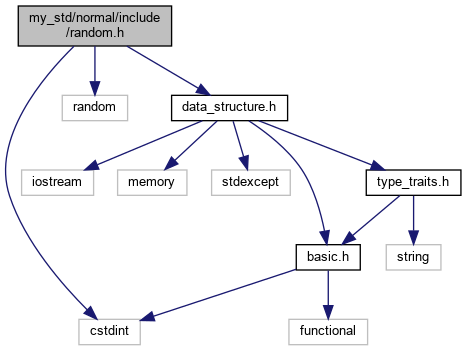 my_std/normal/include
/random.h
random
data_structure.h
iostream
memory
stdexcept
type_traits.h
basic.h
string
cstdint
functional